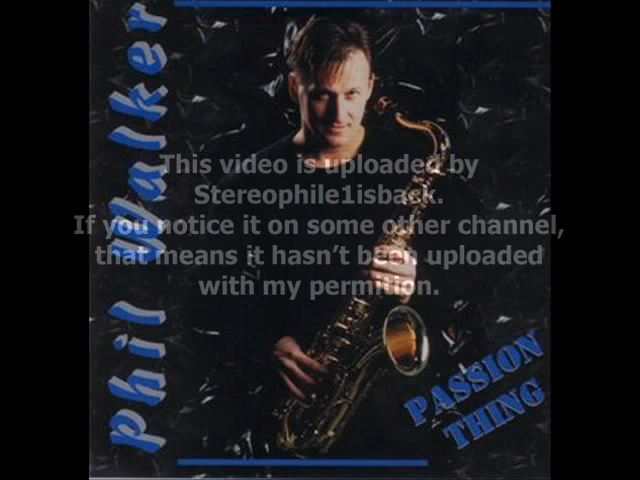 Phil Walker
This video is uploaded by
Stereophile1isback.
If you notice it on some other channel,
that means it hasn't been uploaded
with my permition.
PASSION
THING